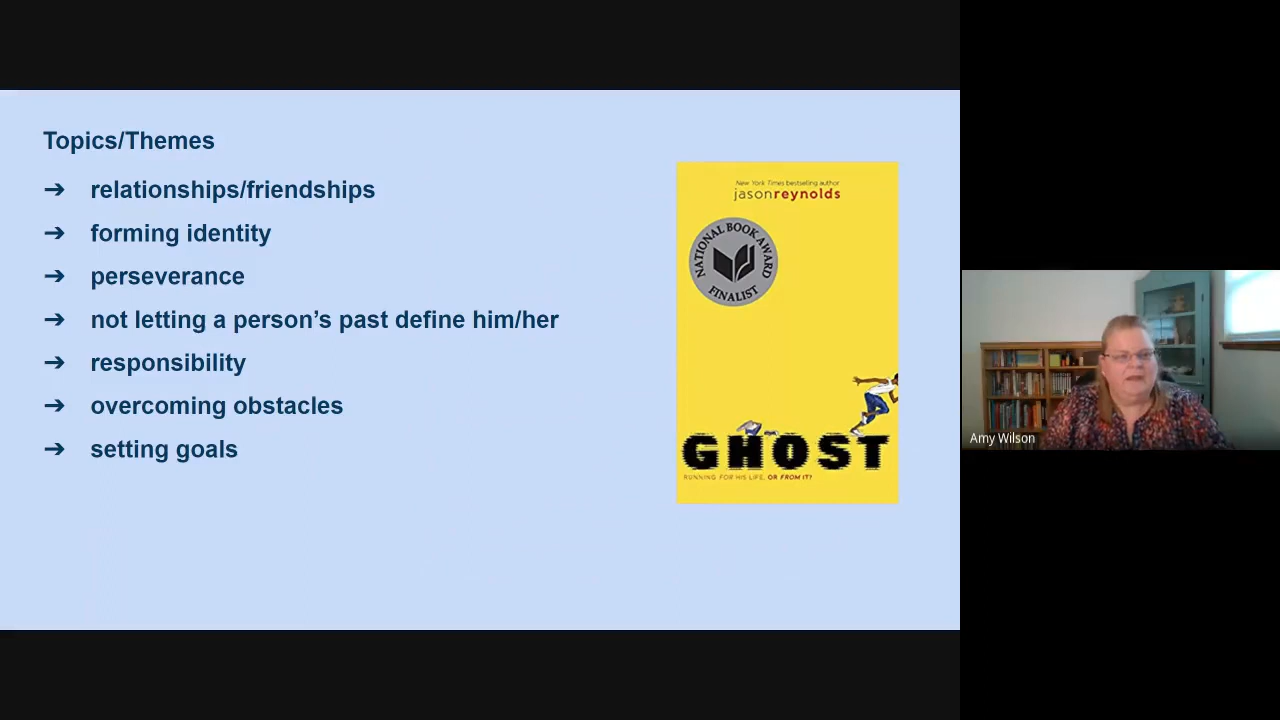 Topics/Themes
➔ relationships/friendships
➔ forming identity
➔ perseverance
➔ not letting a person’s past define him/her
➔ responsibility
➔ overcoming obstacles
➔ setting goals
New York Times bestselling author
jasonreynolds
NATIONAL BOOK AWARD
FINALIST
GHOST
RUNNING FOR HIS LIFE, OR FROM IT?
Amy Wilson